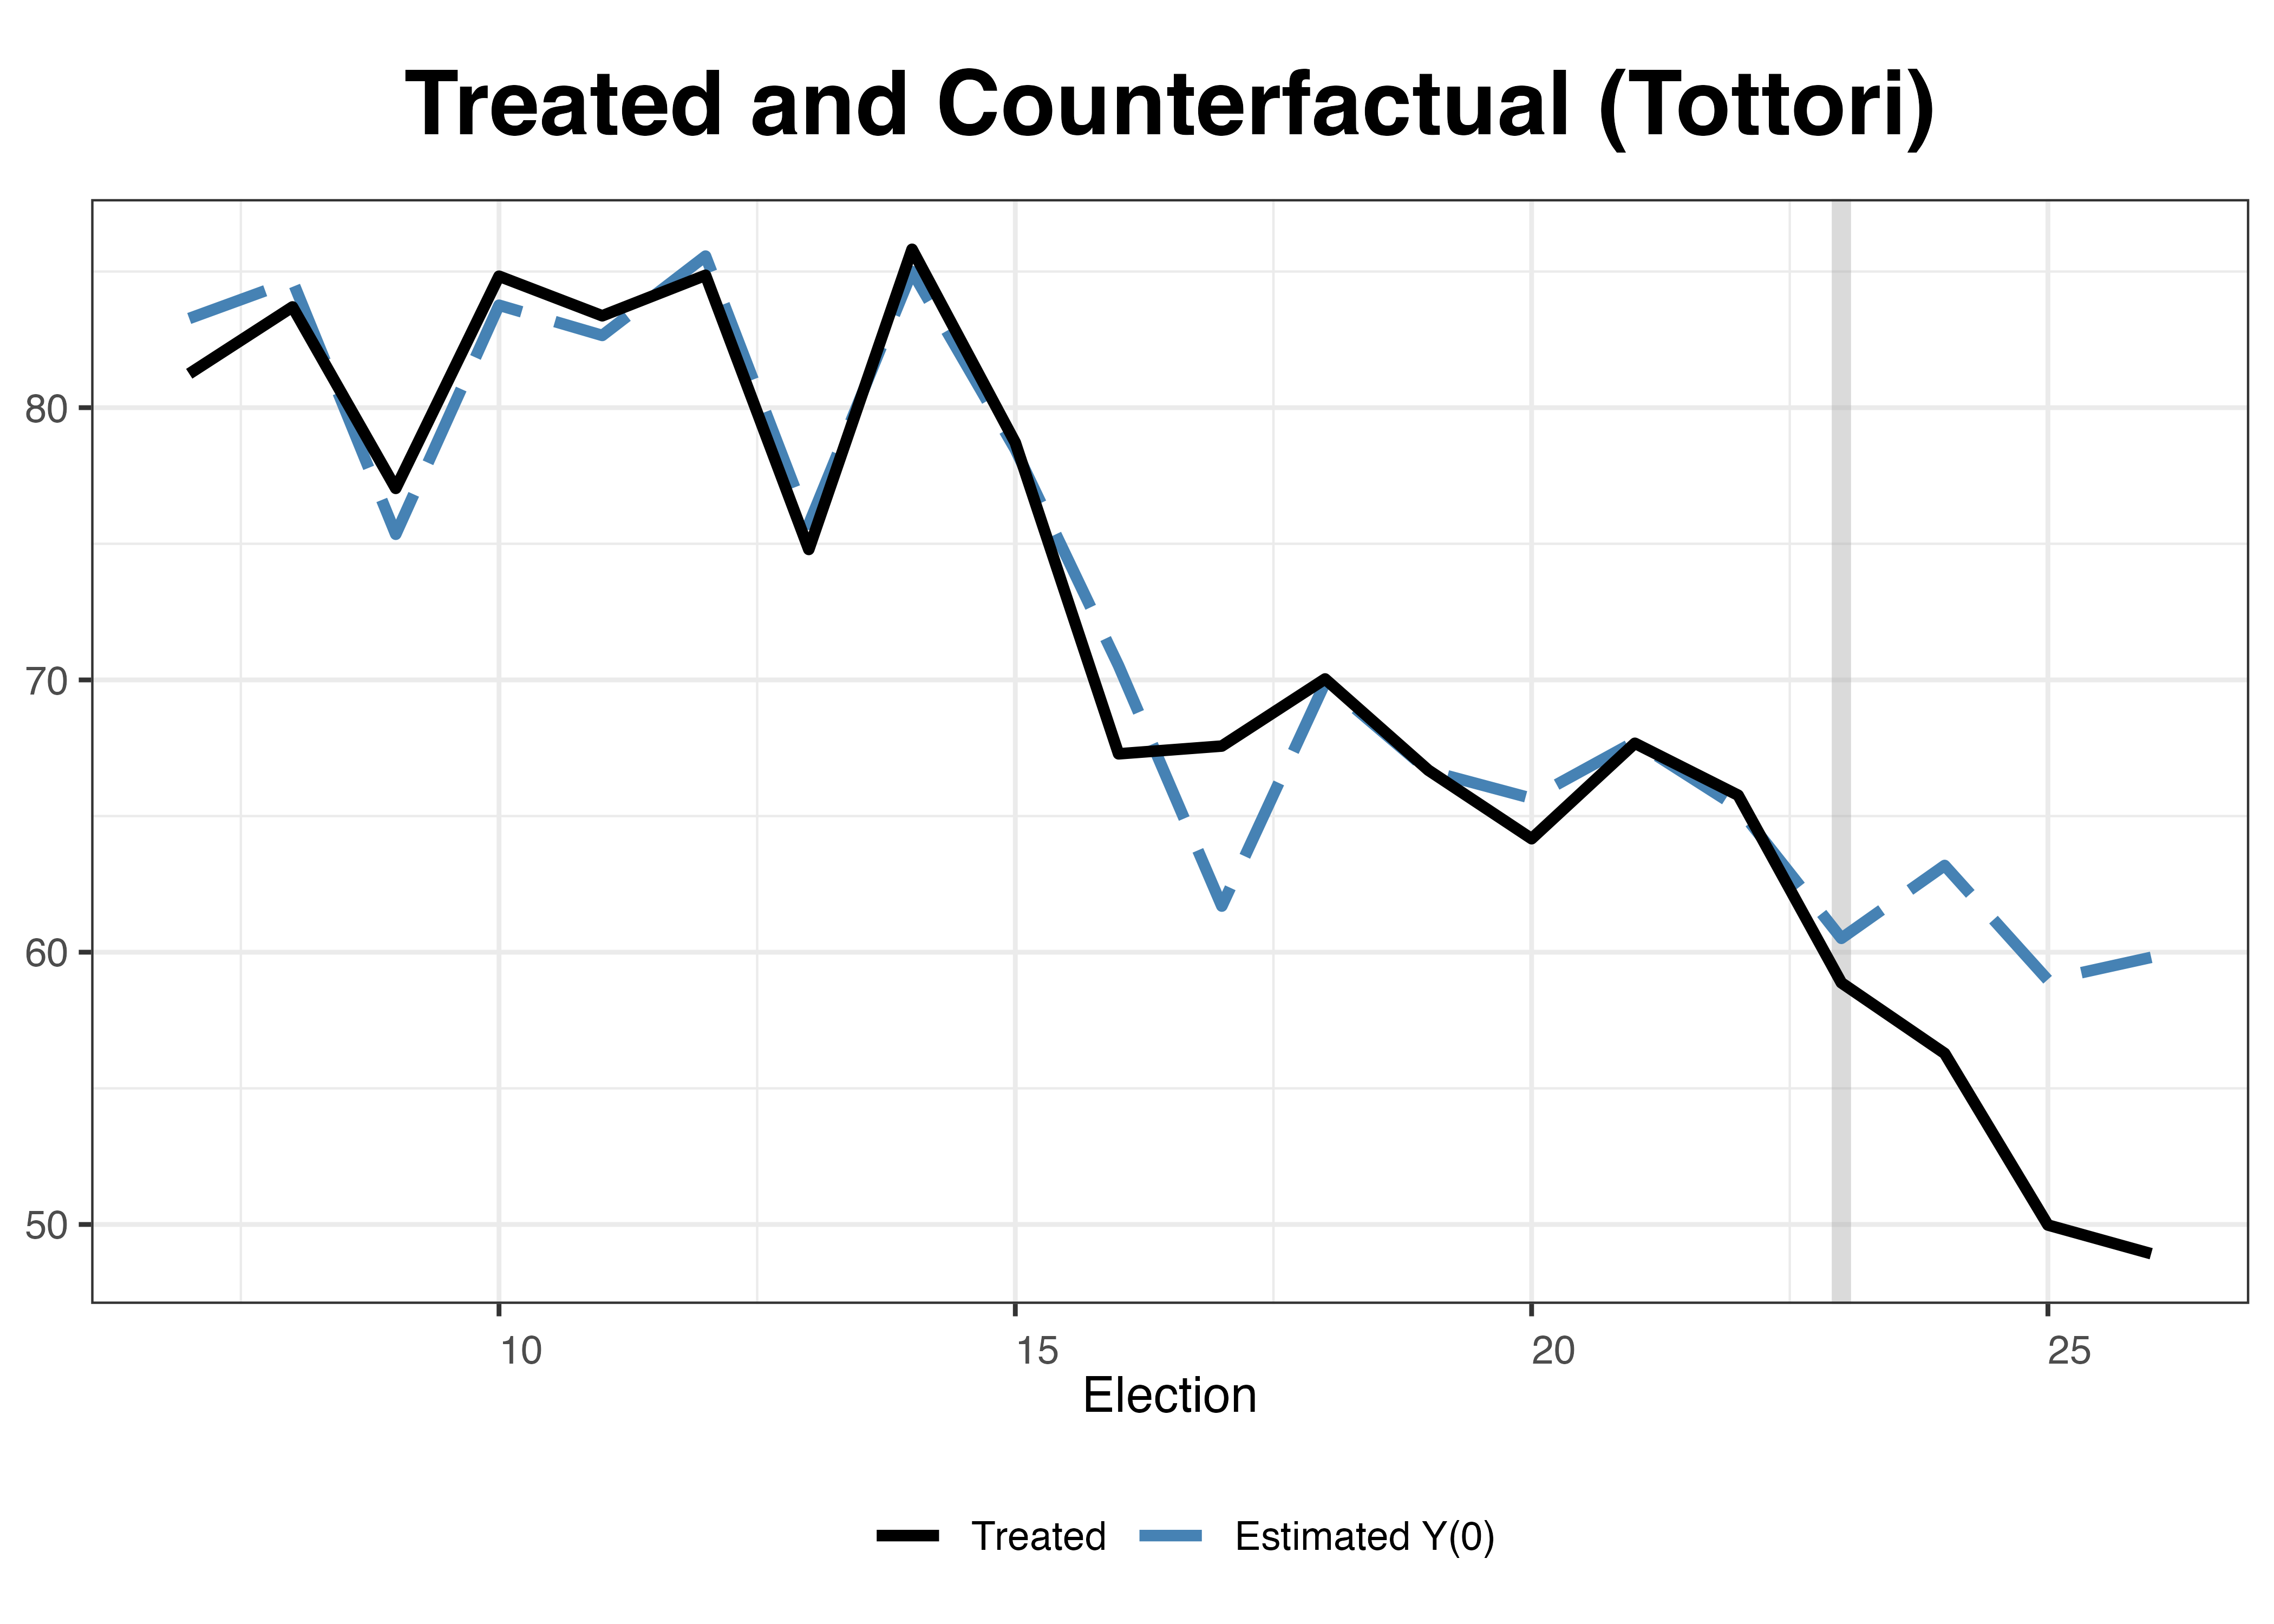 Treated and Counterfactual (Tottori)
80
70
60
50
10 15 20 25
Election
Treated Estimated Y(0)